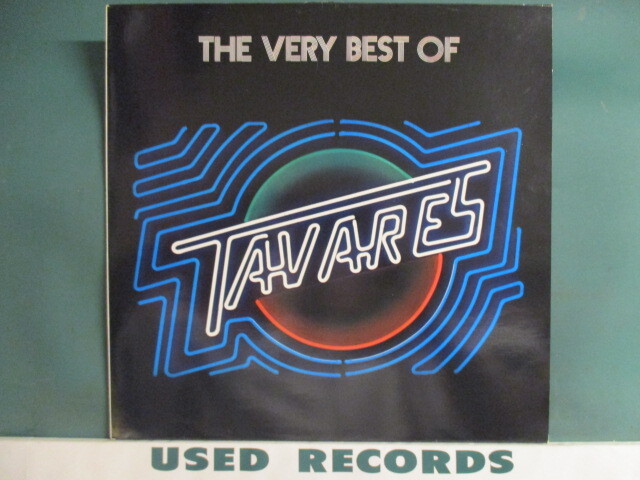 THE VERY BEST OF
TAVARES
USED RECORDS